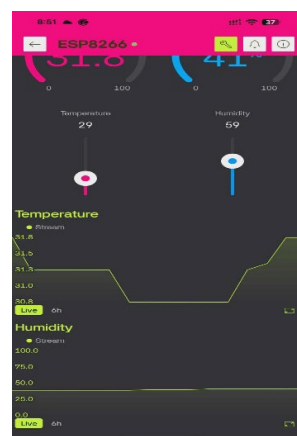 8:51 37
ESP8266
31.8 41%
0 100 0 100
Temperature Humidity
29 59
Temperature
Stream
31.8
31.5
31.3
31.0
30.8
Live 6h
Humidity
Stream
100.0
75.0
50.0
25.0
0.0
Live 6h